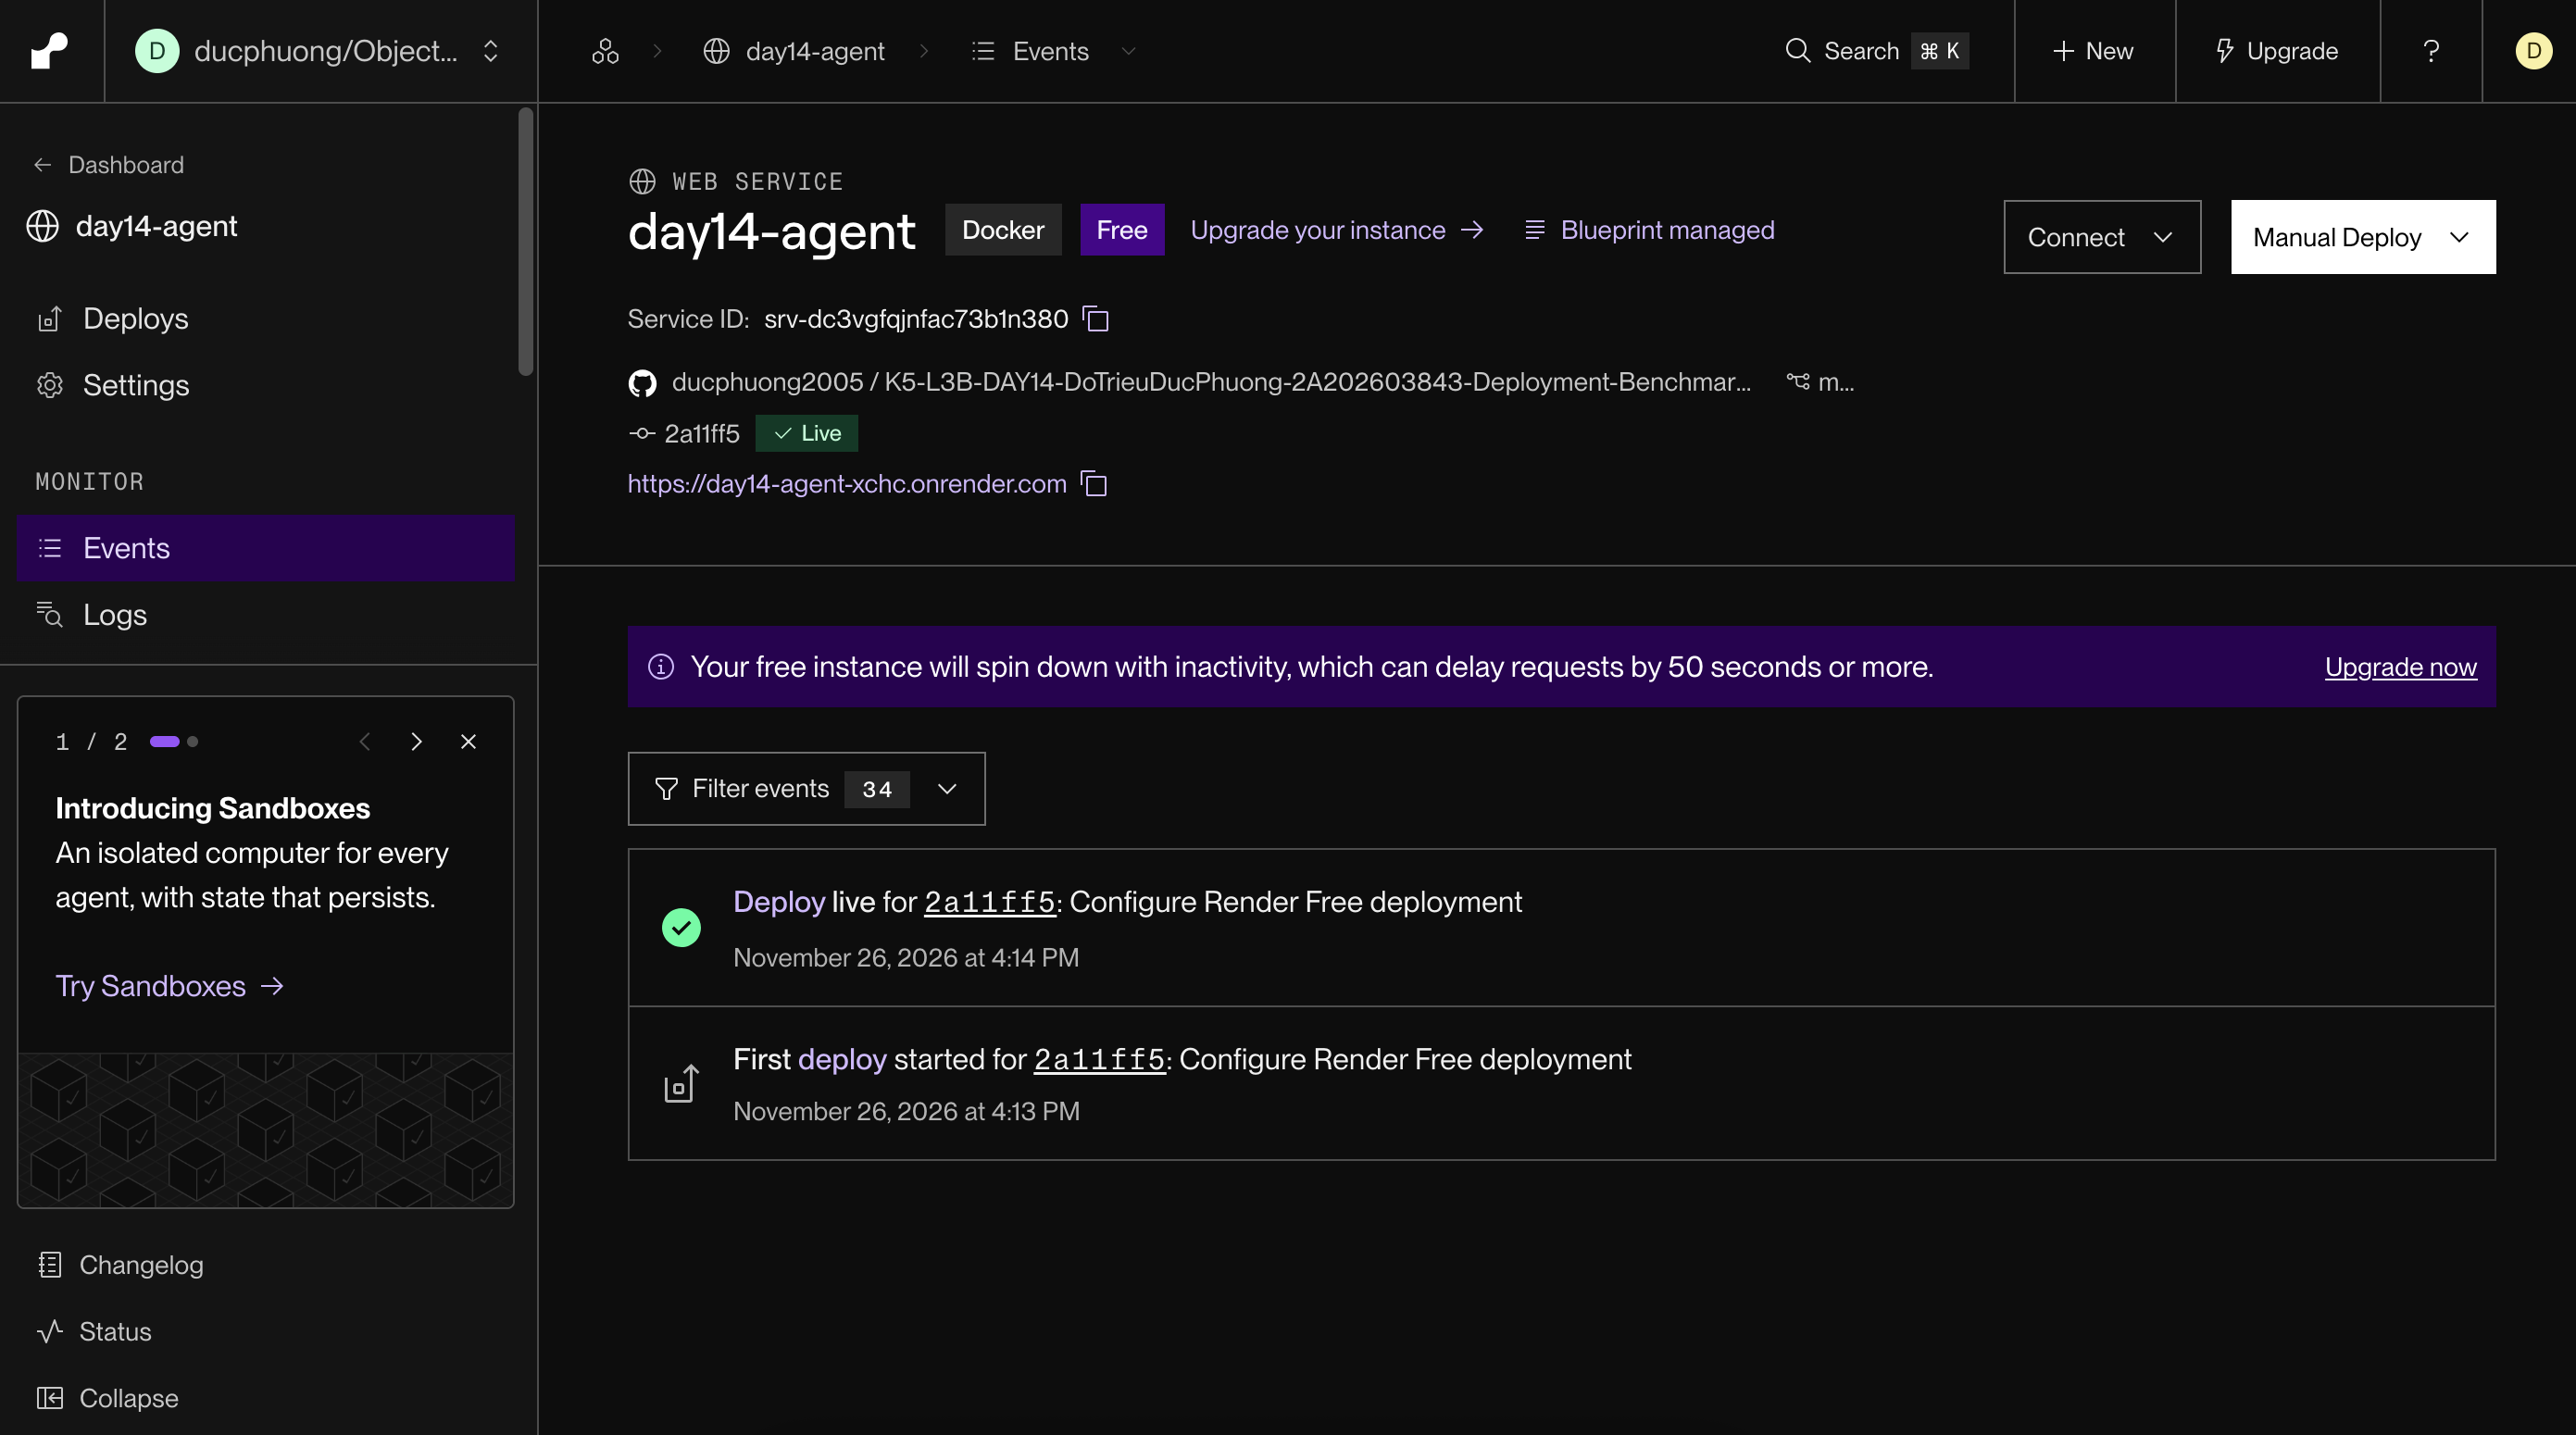 D ducphuong/Object...
day14-agent
Events
Search ⌘ K
New
Upgrade
?
D
Dashboard
day14-agent
Deploys
Settings
MONITOR
Events
Logs
1 / 2
Introducing Sandboxes
An isolated computer for every
agent, with state that persists.
Try Sandboxes →
Changelog
Status
Collapse
WEB SERVICE
day14-agent Docker Free Upgrade your instance → Blueprint managed
Connect
Manual Deploy
Service ID: srv-dc3vgfqjnfac73b1n380
ducphuong2005 / K5-L3B-DAY14-DoTrieuDucPhuong-2A202603843-Deployment-Benchmar... m...
2a11ff5 Live
https://day14-agent-xchc.onrender.com
Your free instance will spin down with inactivity, which can delay requests by 50 seconds or more. Upgrade now
Filter events 34
Deploy live for 2a11ff5: Configure Render Free deployment
November 26, 2026 at 4:14 PM
First deploy started for 2a11ff5: Configure Render Free deployment
November 26, 2026 at 4:13 PM